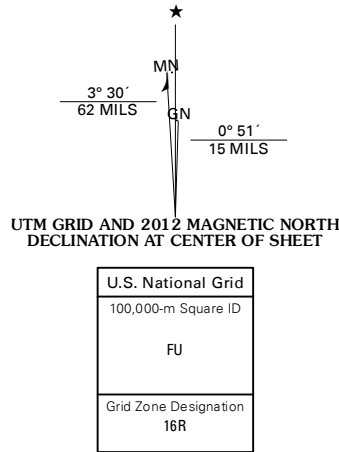 ★
MN
3° 30´
62 MILS
GN
0° 51´
15 MILS
UTM GRID AND 2012 MAGNETIC NORTH
DECLINATION AT CENTER OF SHEET
U.S. National Grid
100,000-m Square ID
FU
Grid Zone Designation
16R